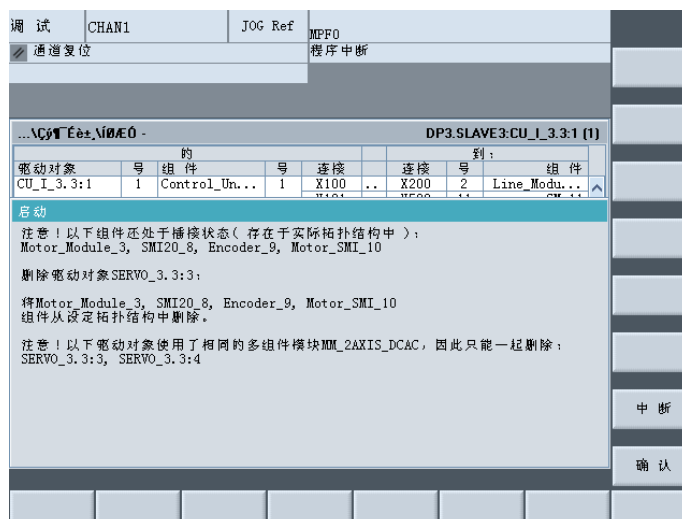 调 试 CHAN1 JOG Ref MPF0
通道复位 程序中断
DP3.SLAVE3:CU_I_3.3:1 (1)
的 到:
驱动对象 号 组 件 号 连接 连接 号 组 件
CU_I_3.3:1 1 Control_Un... 1 X100 .. X200 2 Line_Modu...
启动
注意!以下组件还处于插接状态( 存在于实际拓扑结构中 ):
Motor_Module_3, SMI20_8, Encoder_9, Motor_SMI_10
删除驱动对象SERVO_3.3:3:
将Motor_Module_3, SMI20_8, Encoder_9, Motor_SMI_10
组件从设定拓扑结构中删除。
注意!以下驱动对象使用了相同的多组件模块MM_2AXIS_DCAC, 因此只能一起删除:
SERVO_3.3:3, SERVO_3.3:4
中 断
确 认